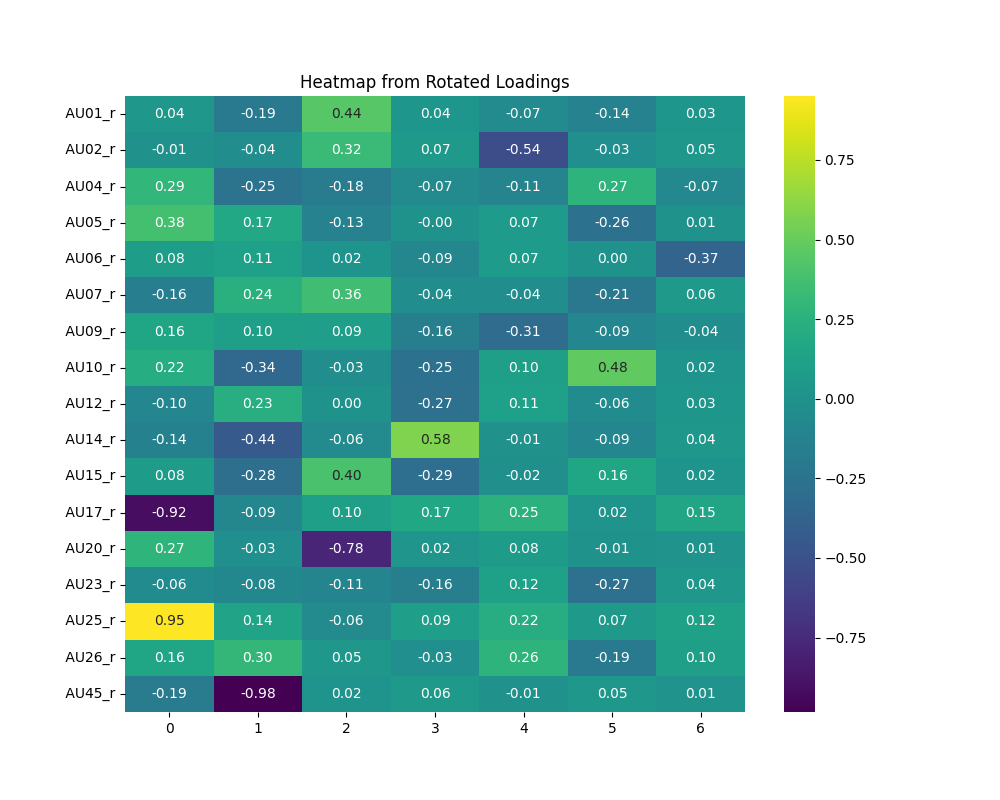 Heatmap from Rotated Loadings
AU01_r 0.04 -0.19 0.44 0.04 -0.07 -0.14 0.03
AU02_r -0.01 -0.04 0.32 0.07 -0.54 -0.03 0.05
AU04_r 0.29 -0.25 -0.18 -0.07 -0.11 0.27 -0.07
AU05_r 0.38 0.17 -0.13 -0.00 0.07 -0.26 0.01
AU06_r 0.08 0.11 0.02 -0.09 0.07 0.00 -0.37
AU07_r -0.16 0.24 0.36 -0.04 -0.04 -0.21 0.06
AU09_r 0.16 0.10 0.09 -0.16 -0.31 -0.09 -0.04
AU10_r 0.22 -0.34 -0.03 -0.25 0.10 0.48 0.02
AU12_r -0.10 0.23 0.00 -0.27 0.11 -0.06 0.03
AU14_r -0.14 -0.44 -0.06 0.58 -0.01 -0.09 0.04
AU15_r 0.08 -0.28 0.40 -0.29 -0.02 0.16 0.02
AU17_r -0.92 -0.09 0.10 0.17 0.25 0.02 0.15
AU20_r 0.27 -0.03 -0.78 0.02 0.08 -0.01 0.01
AU23_r -0.06 -0.08 -0.11 -0.16 0.12 -0.27 0.04
AU25_r 0.95 0.14 -0.06 0.09 0.22 0.07 0.12
AU26_r 0.16 0.30 0.05 -0.03 0.26 -0.19 0.10
AU45_r -0.19 -0.98 0.02 0.06 -0.01 0.05 0.01
0 1 2 3 4 5 6
0.75
0.50
0.25
0.00
−0.25
−0.50
−0.75